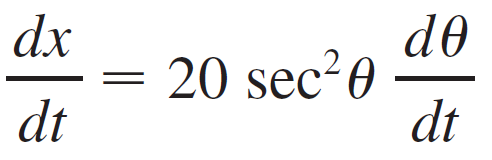 dx/dt = 20 sec²θ dθ/dt